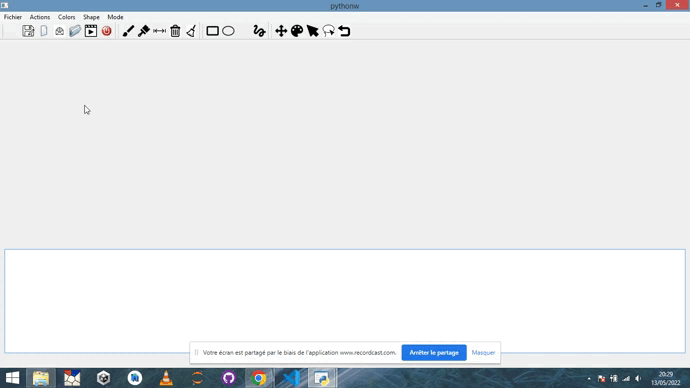 pythonw
Fichier Actions Colors Shape Mode
Votre écran est partagé par le biais de l'application www.recordcast.com. Arrêter le partage Masquer
20:29
13/05/2022